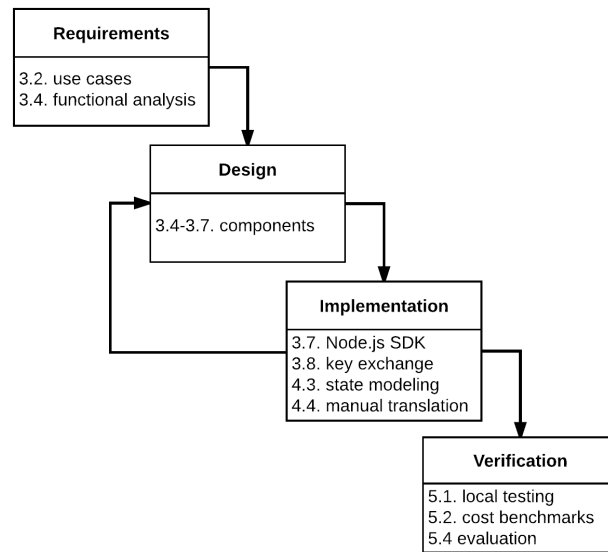 Requirements
3.2. use cases
3.4. functional analysis
Design
3.4-3.7. components
Implementation
3.7. Node.js SDK
3.8. key exchange
4.3. state modeling
4.4. manual translation
Verification
5.1. local testing
5.2. cost benchmarks
5.4 evaluation